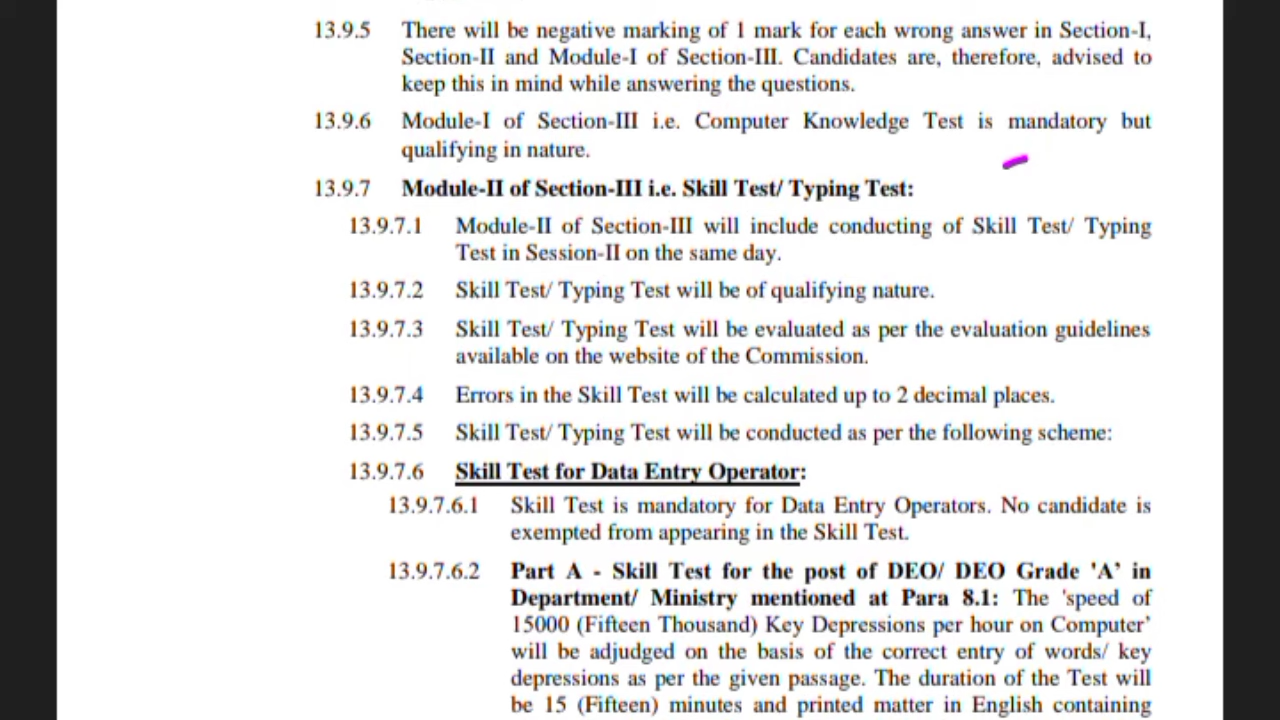 13.9.5 There will be negative marking of 1 mark for each wrong answer in Section-I,
Section-II and Module-I of Section-III. Candidates are, therefore, advised to
keep this in mind while answering the questions.
13.9.6 Module-I of Section-III i.e. Computer Knowledge Test is mandatory but
qualifying in nature.
13.9.7 Module-II of Section-III i.e. Skill Test/ Typing Test:
13.9.7.1 Module-II of Section-III will include conducting of Skill Test/ Typing
Test in Session-II on the same day.
13.9.7.2 Skill Test/ Typing Test will be of qualifying nature.
13.9.7.3 Skill Test/ Typing Test will be evaluated as per the evaluation guidelines
available on the website of the Commission.
13.9.7.4 Errors in the Skill Test will be calculated up to 2 decimal places.
13.9.7.5 Skill Test/ Typing Test will be conducted as per the following scheme:
13.9.7.6 Skill Test for Data Entry Operator:
13.9.7.6.1 Skill Test is mandatory for Data Entry Operators. No candidate is
exempted from appearing in the Skill Test.
13.9.7.6.2 Part A - Skill Test for the post of DEO/ DEO Grade 'A’ in
Department/ Ministry mentioned at Para 8.1: The 'speed of
15000 (Fifteen Thousand) Key Depressions per hour on Computer’
will be adjudged on the basis of the correct entry of words/ key
depressions as per the given passage. The duration of the Test will
be 15 (Fifteen) minutes and printed matter in English containing